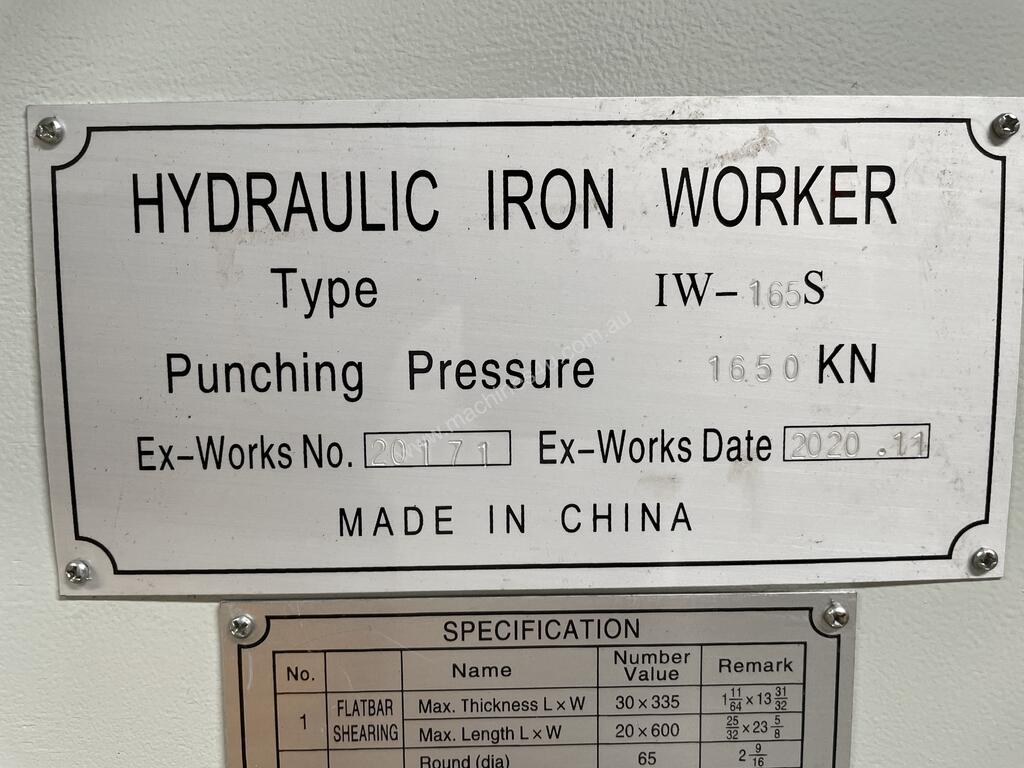 HYDRAULIC IRON WORKER
Type IW-165S
Punching Pressure 1650 KN
Ex-Works No. 20171 Ex-Works Date 2020.11
MADE IN CHINA
SPECIFICATION
No. Name Number Value Remark
1 FLATBAR SHEARING Max. Thickness L×W 30×335 1 11/64 × 13 31/32
Max. Length L×W 20×600 25/32 × 23 5/8
Round (dia) 65 2 9/16